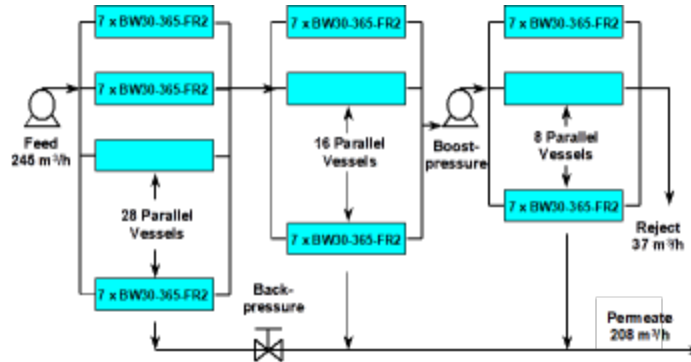 7 x BW30-365-FR2
7 x BW30-365-FR2
7 x BW30-365-FR2
7 x BW30-365-FR2
Feed
245 m³/h
16 Parallel
Vessels
Boost-
pressure
8 Parallel
Vessels
28 Parallel
Vessels
7 x BW30-365-FR2
7 x BW30-365-FR2
Reject
37 m³/h
7 x BW30-365-FR2
Back-
pressure
Permeate
208 m³/h